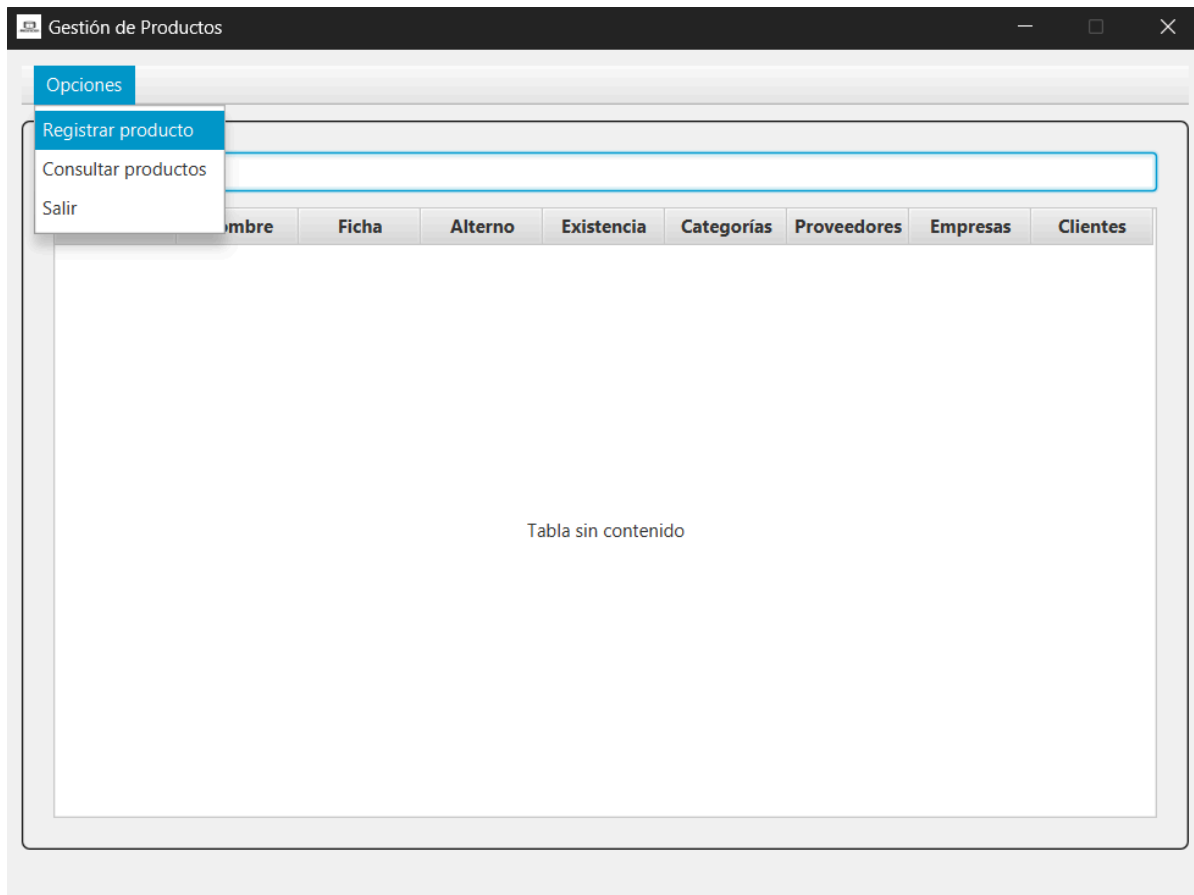 Gestión de Productos
Opciones
Registrar producto
Consultar productos
Salir
ombre Ficha Alterno Existencia Categorías Proveedores Empresas Clientes
Tabla sin contenido